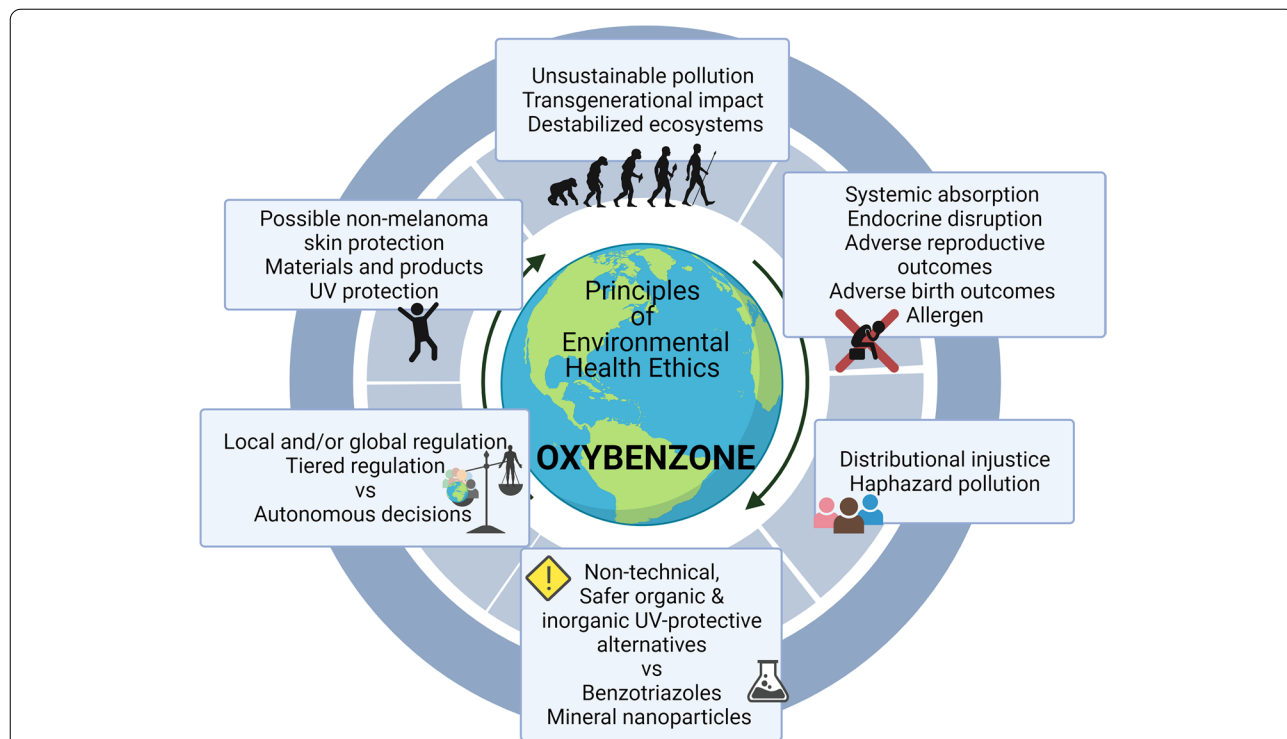 Unsustainable pollution
Transgenerational impact
Destabilized ecosystems
Systemic absorption
Endocrine disruption
Adverse reproductive
outcomes
Adverse birth outcomes
Allergen
Possible non-melanoma
skin protection
Materials and products
UV protection
Principles
of
Environmental
Health Ethics
OXYBENZONE
Local and/or global regulation
Tiered regulation
vs
Autonomous decisions
Distributional injustice
Haphazard pollution
!
Non-technical,
Safer organic &
inorganic UV-protective
alternatives
vs
Benzotriazoles
Mineral nanoparticles